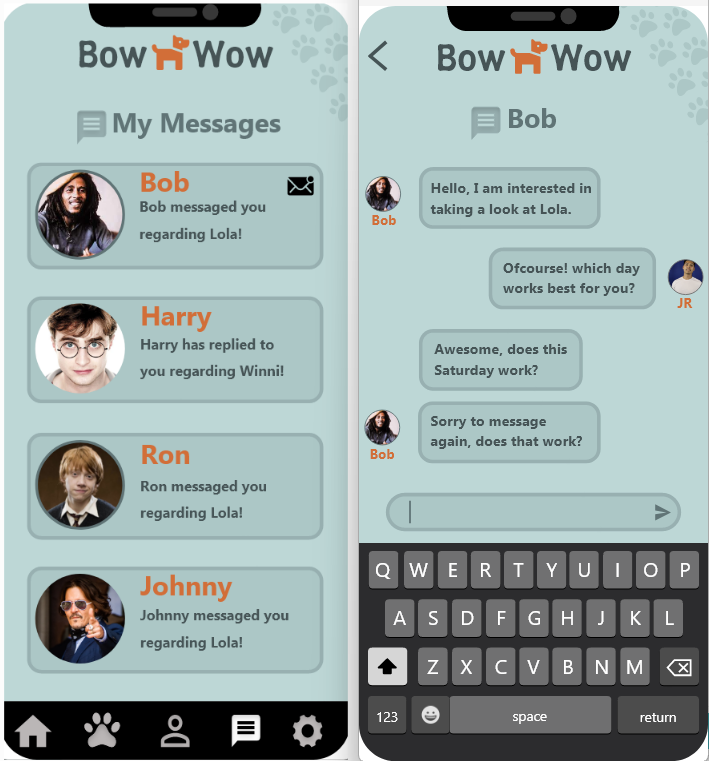 Bow Wow
My Messages
Bob
Bob messaged you
regarding Lola!
Harry
Harry has replied to
you regarding Winni!
Ron
Ron messaged you
regarding Lola!
Johnny
Johnny messaged you
regarding Lola!
Bow Wow
Bob
Hello, I am interested in
taking a look at Lola.
Bob
Ofcourse! which day
works best for you?
JR
Awesome, does this
Saturday work?
Sorry to message
again, does that work?
Bob
Q W E R T Y U I O P
A S D F G H J K L
Z X C V B N M
123 space return